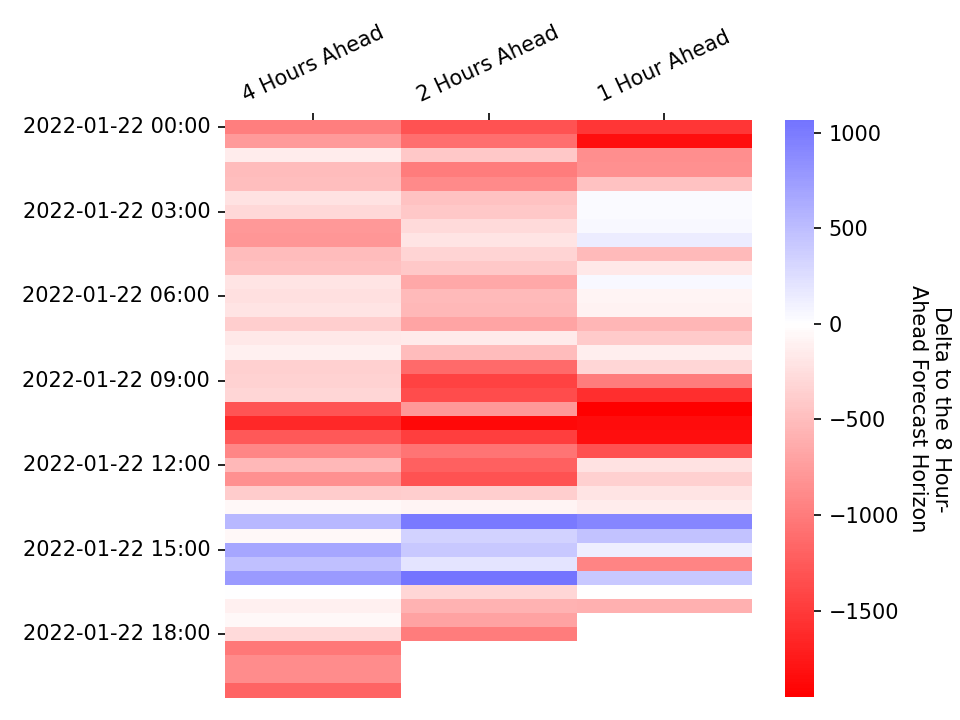 4 Hours Ahead
2 Hours Ahead
1 Hour Ahead
2022-01-22 00:00
2022-01-22 03:00
2022-01-22 06:00
2022-01-22 09:00
2022-01-22 12:00
2022-01-22 15:00
2022-01-22 18:00
1000
500
0
−500
−1000
−1500
Delta to the 8 Hour-
Ahead Forecast Horizon